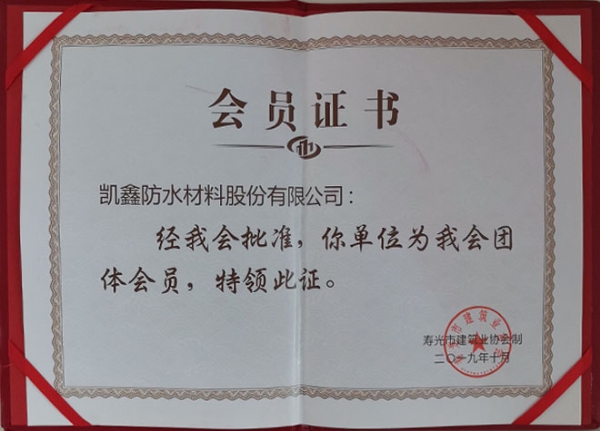 会员证书
凯鑫防水材料股份有限公司：
经我会批准，你单位为我会团
体会员，特领此证。
寿光市建筑业协会制
二〇一九年十月